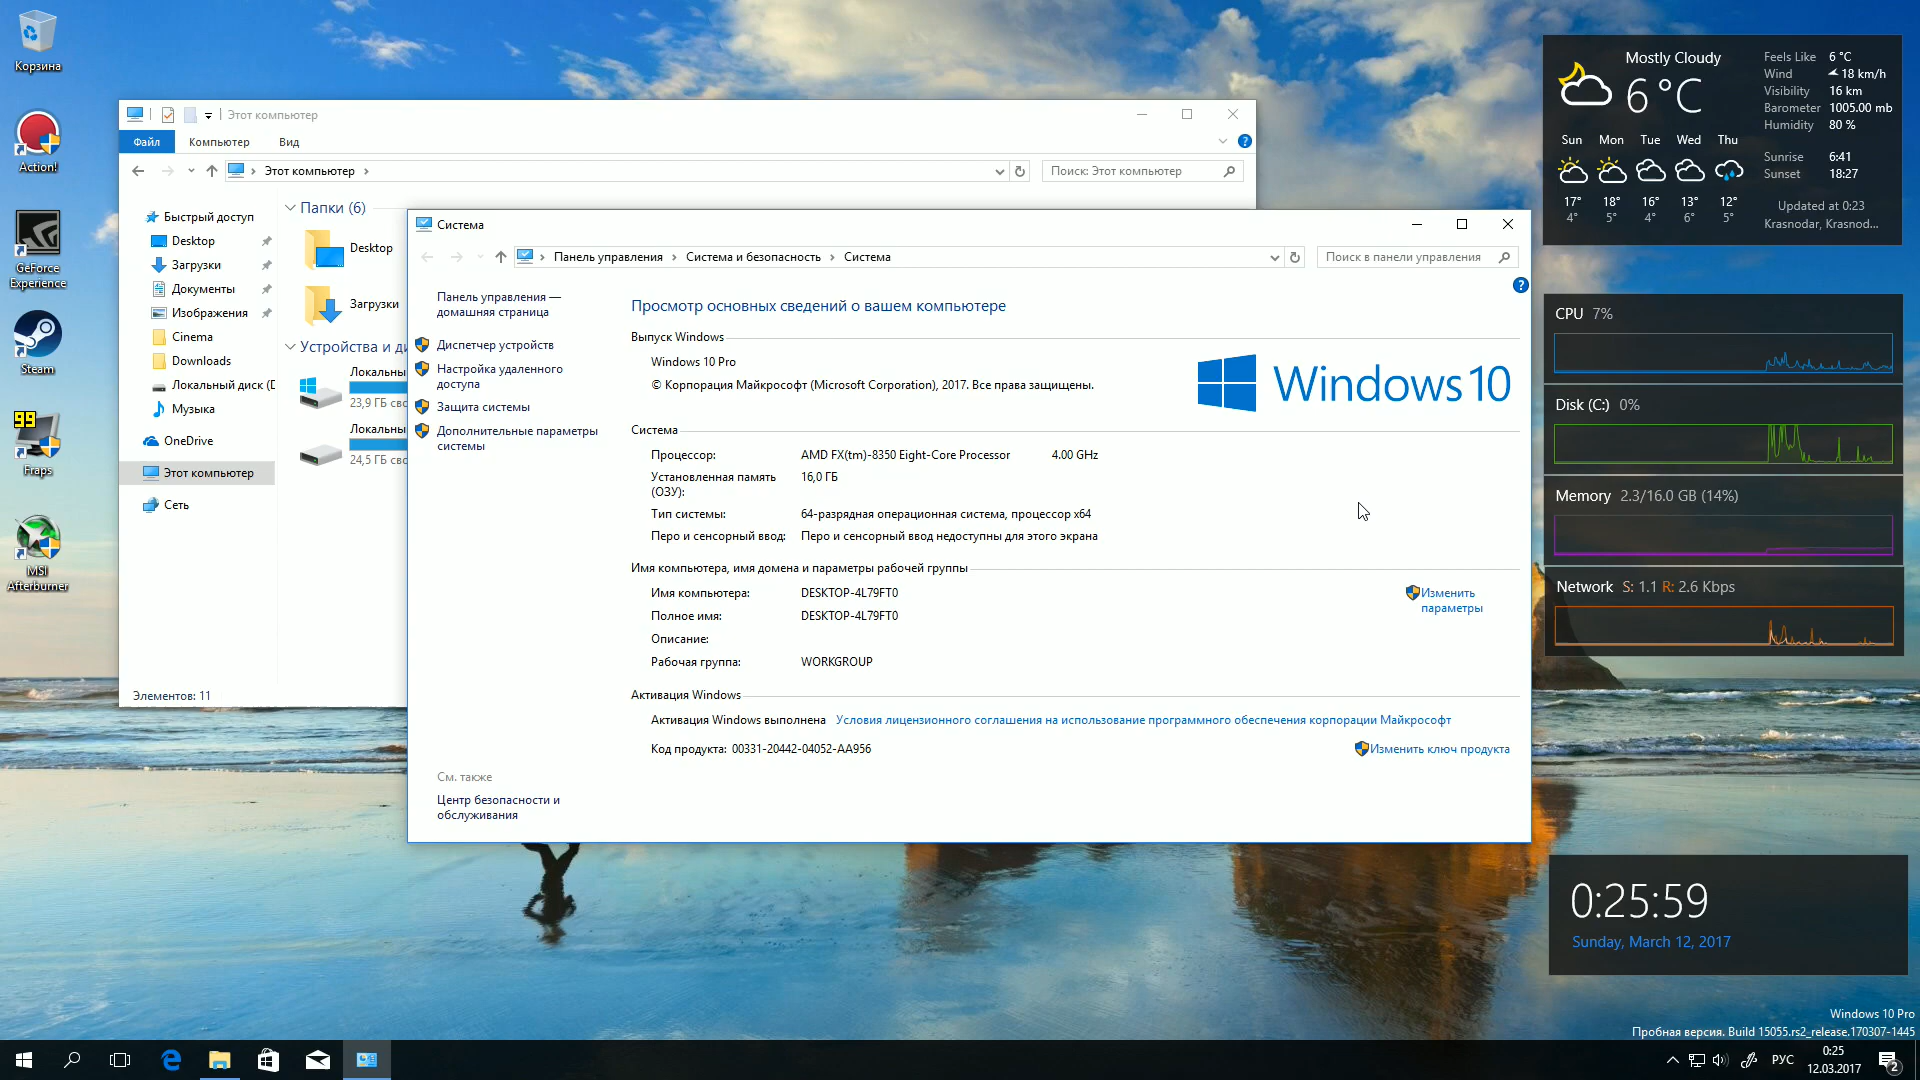 Корзина
Action!
GeForce
Experience
Steam
99
Fraps
MSI
Afterburner
Этот компьютер
Файл
Компьютер
Вид
Этот компьютер
Поиск: Этот компьютер
Быстрый доступ
Desktop
Загрузки
Документы
Изображения
Cinema
Downloads
Локальный диск (D
Музыка
OneDrive
Этот компьютер
Сеть
Папки (6)
Desktop
Загрузки
Устройства и ди
Локальны
23,9 ГБ сво
Локальны
24,5 ГБ сво
Элементов: 11
Система
Панель управления
Система и безопасность
Система
Поиск в панели управления
Панель управления —
домашняя страница
Диспетчер устройств
Настройка удаленного
доступа
Защита системы
Дополнительные параметры
системы
См. также
Центр безопасности и
обслуживания
Просмотр основных сведений о вашем компьютере
Выпуск Windows
Windows 10 Pro
© Корпорация Майкрософт (Microsoft Corporation), 2017. Все права защищены.
Windows 10
Система
Процессор: AMD FX(tm)-8350 Eight-Core Processor 4.00 GHz
Установленная память 16,0 ГБ
(ОЗУ):
Тип системы: 64-разрядная операционная система, процессор x64
Перо и сенсорный ввод: Перо и сенсорный ввод недоступны для этого экрана
Имя компьютера, имя домена и параметры рабочей группы
Имя компьютера: DESKTOP-4L79FT0
Изменить
параметры
Полное имя: DESKTOP-4L79FT0
Описание:
Рабочая группа: WORKGROUP
Активация Windows
Активация Windows выполнена Условия лицензионного соглашения на использование программного обеспечения корпорации Майкрософт
Код продукта: 00331-20442-04052-AA956
Изменить ключ продукта
Mostly Cloudy
6 °C
Feels Like 6 °C
Wind 18 km/h
Visibility 16 km
Barometer 1005.00 mb
Humidity 80 %
Sunrise 6:41
Sunset 18:27
Updated at 0:23
Krasnodar, Krasnod...
Sun Mon Tue Wed Thu
17° 18° 16° 13° 12°
4° 5° 4° 6° 5°
CPU 7%
Disk (C:) 0%
Memory 2.3/16.0 GB (14%)
Network S: 1.1 R: 2.6 Kbps
0:25:59
Sunday, March 12, 2017
Windows 10 Pro
Пробная версия. Build 15055.rs2_release.170307-1445
РУС
0:25
12.03.2017
2